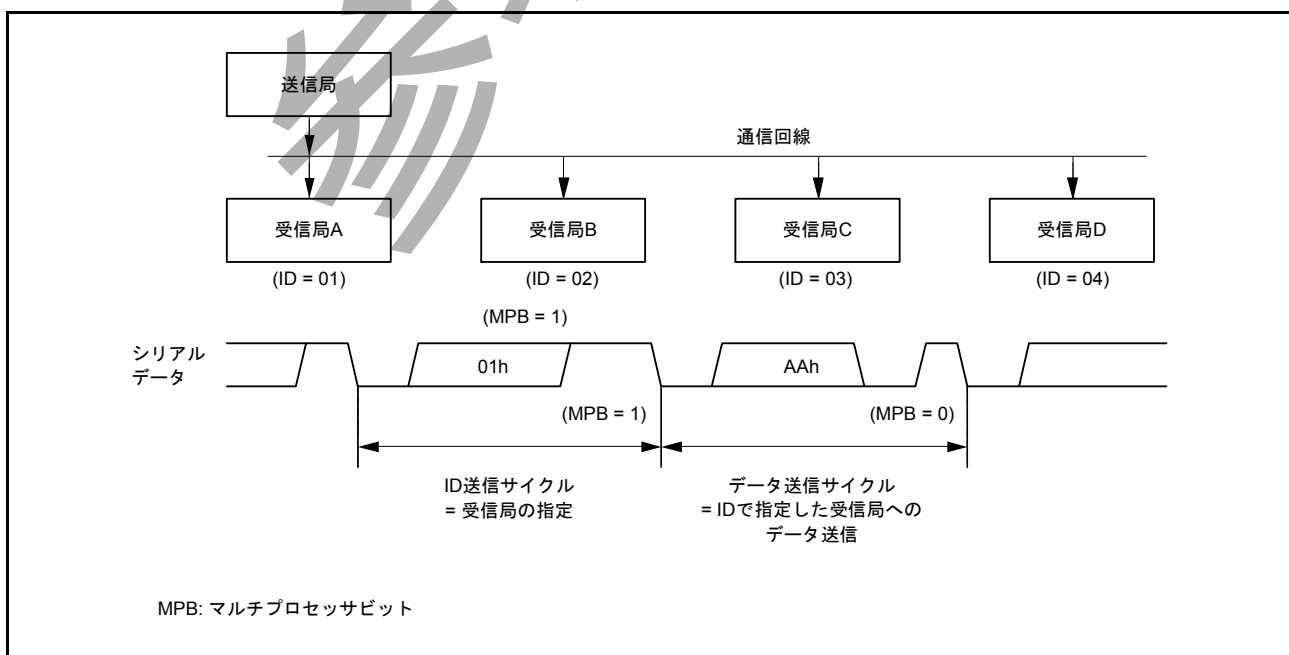 送信局
通信回線
受信局A
受信局B
受信局C
受信局D
(ID = 01)
(ID = 02)
(ID = 03)
(ID = 04)
(MPB = 1)
シリアル
データ
01h
AAh
(MPB = 1)
(MPB = 0)
ID送信サイクル
= 受信局の指定
データ送信サイクル
= IDで指定した受信局への
データ送信
MPB: マルチプロセッサビット